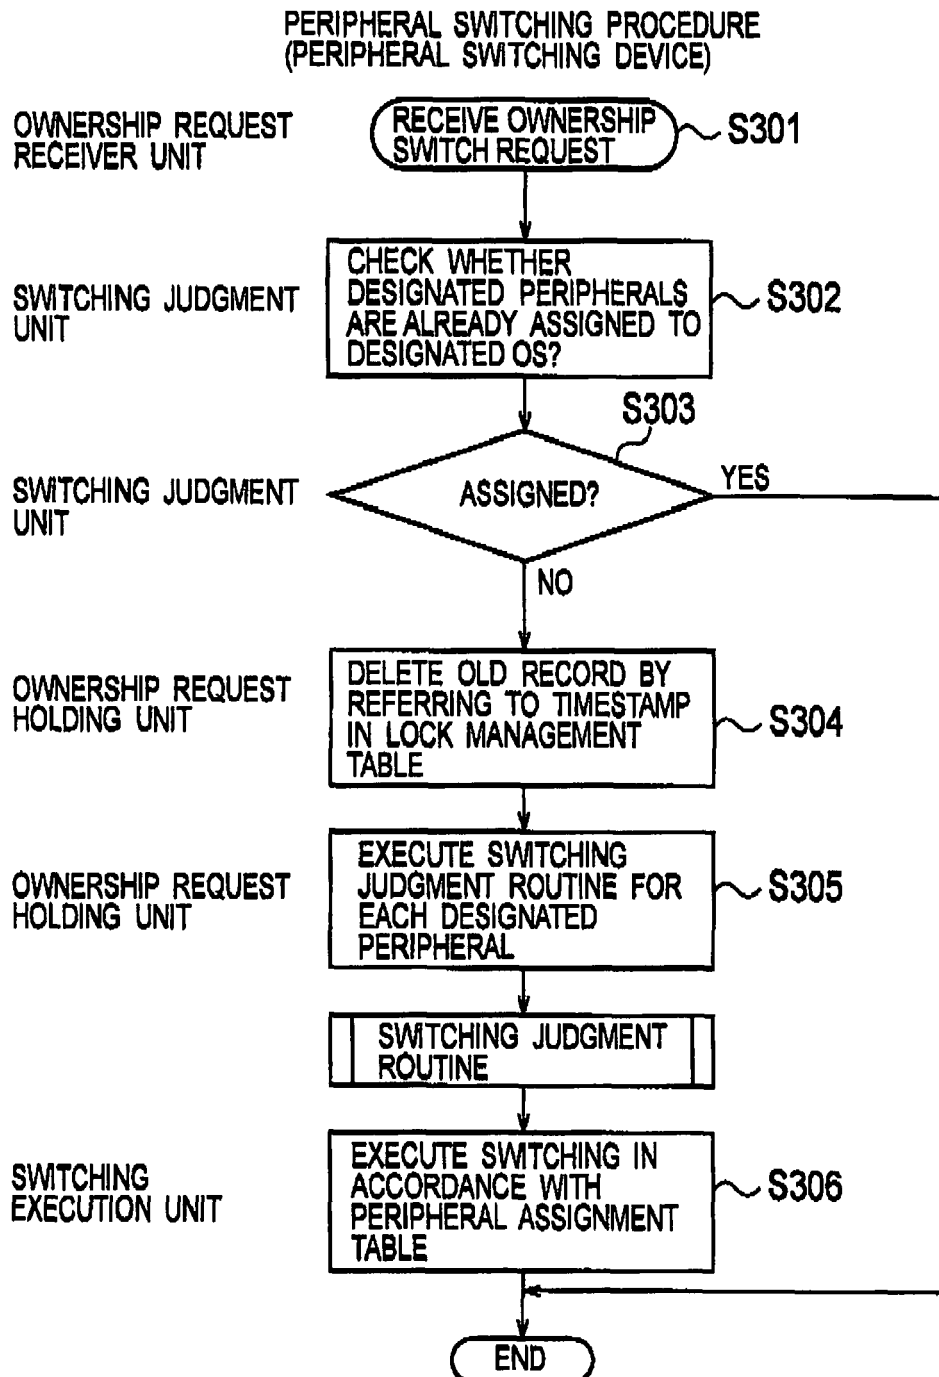 PERIPHERAL SWITCHING PROCEDURE
(PERIPHERAL SWITCHING DEVICE)
OWNERSHIP REQUEST
RECEIVER UNIT
RECEIVE OWNERSHIP
SWITCH REQUEST
S301
SWITCHING JUDGMENT
UNIT
CHECK WHETHER
DESIGNATED PERIPHERALS
ARE ALREADY ASSIGNED TO
DESIGNATED OS?
S302
S303
SWITCHING JUDGMENT
UNIT
ASSIGNED?
YES
NO
OWNERSHIP REQUEST
HOLDING UNIT
DELETE OLD RECORD BY
REFERRING TO TIMESTAMP
IN LOCK MANAGEMENT
TABLE
S304
OWNERSHIP REQUEST
HOLDING UNIT
EXECUTE SWITCHING
JUDGMENT ROUTINE FOR
EACH DESIGNATED
PERIPHERAL
S305
SWITCHING JUDGMENT
ROUTINE
SWITCHING
EXECUTION UNIT
EXECUTE SWITCHING IN
ACCORDANCE WITH
PERIPHERAL ASSIGNMENT
TABLE
S306
END